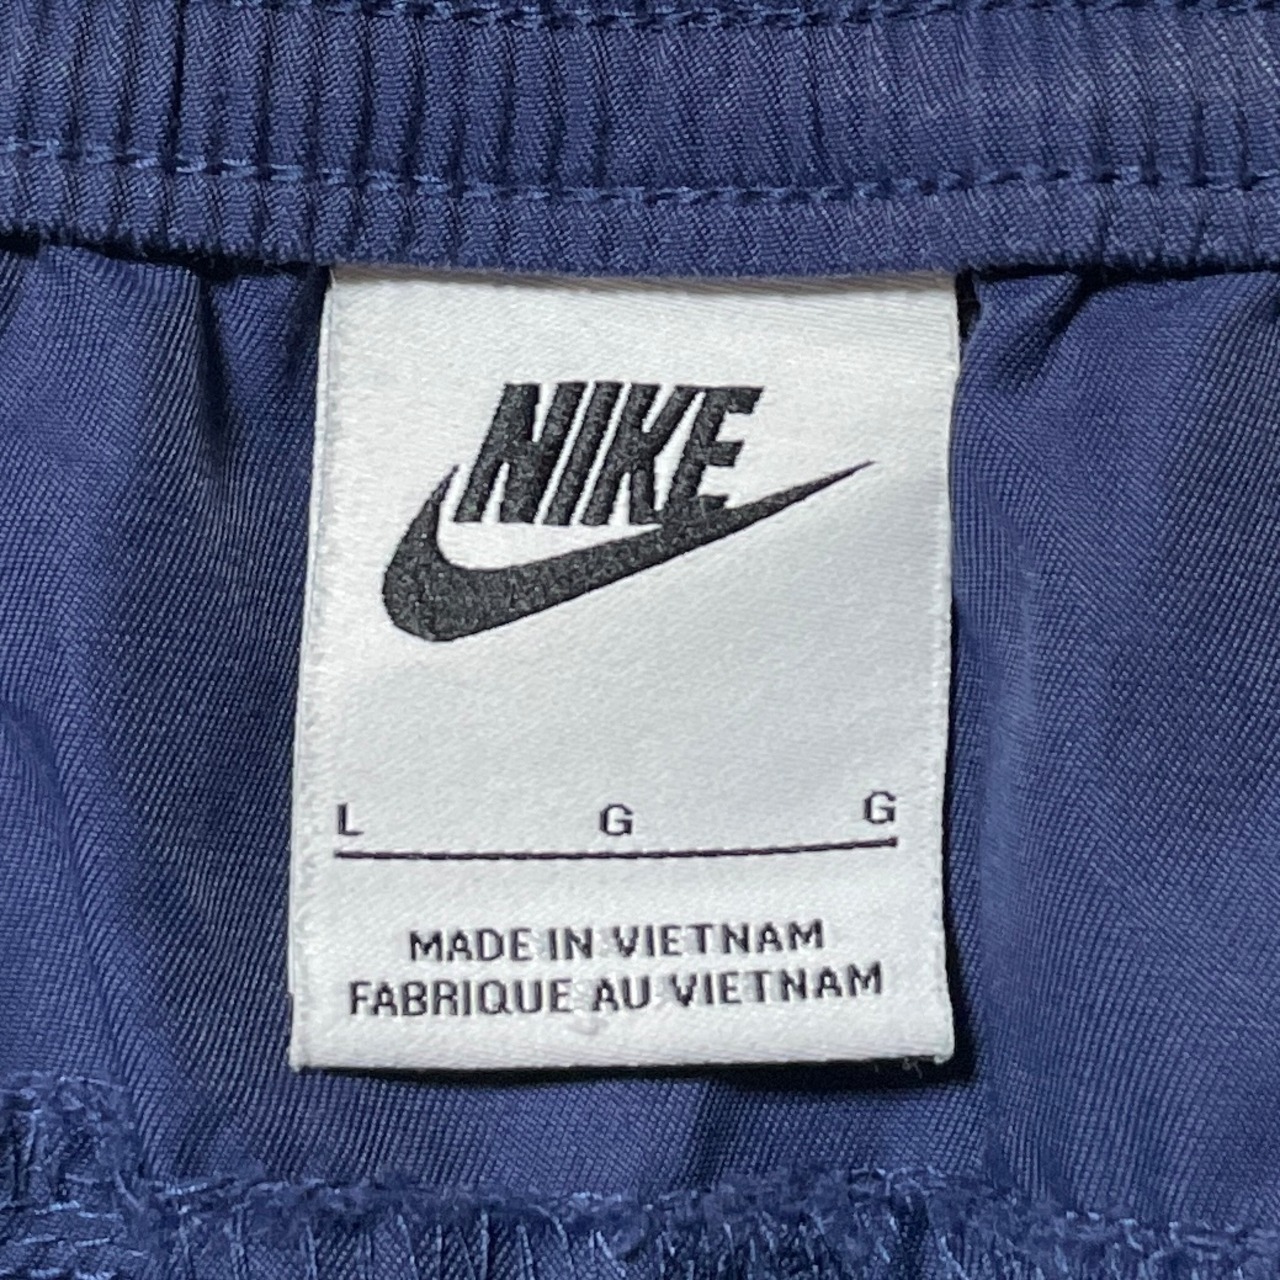 NIKE
L G G
MADE IN VIETNAM
FABRIQUE AU VIETNAM